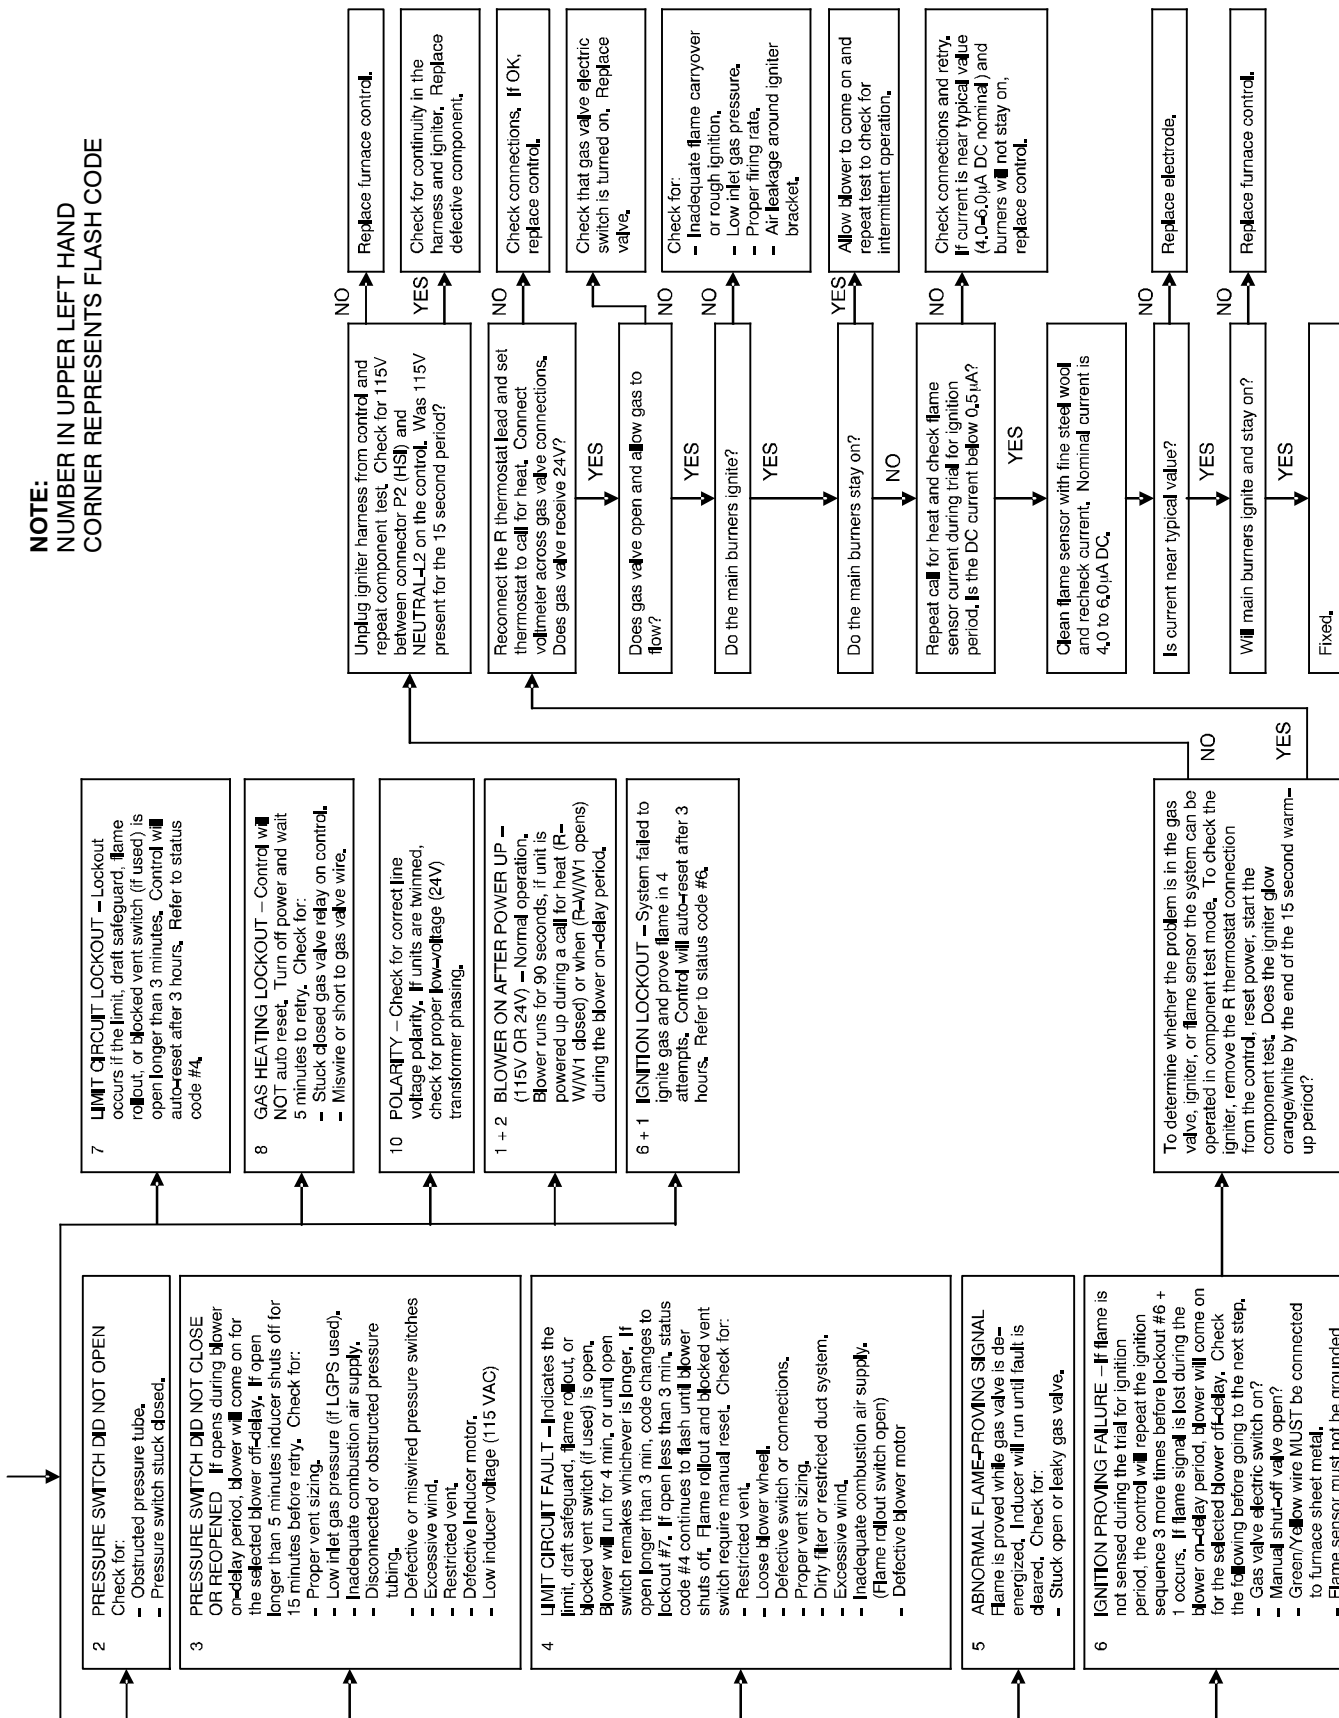 NOTE:
NUMBER IN UPPER LEFT HAND
CORNER REPRESENTS FLASH CODE
2 PRESSURE SWITCH DID NOT OPEN
Check for:
- Obstructed pressure tube.
- Pressure switch stuck closed.
3 PRESSURE SWITCH DID NOT CLOSE
OR REOPENED If opens during blower
on-delay period, blower will come on for
the selected blower off-delay. If open
longer than 5 minutes inducer shuts off for
15 minutes before retry. Check for:
- Proper vent sizing.
- Low inlet gas pressure (if LGPS used).
- Inadequate combustion air supply.
- Disconnected or obstructed pressure
tubing.
- Defective or miswired pressure switches
- Excessive wind.
- Restricted vent.
- Defective Inducer motor.
- Low inducer voltage (115 VAC)
4 LIMIT CIRCUIT FAULT - Indicates the
limit, draft safeguard, flame rollout, or
blocked vent switch (if used) is open.
Blower will run for 4 min. or until open
switch remakes whichever is longer. If
open longer than 3 min, code changes to
lockout #7. If open less than 3 min. status
code #4 continues to flash until blower
shuts off. Flame rollout and blocked vent
switch require manual reset. Check for:
- Restricted vent.
- Loose blower wheel.
- Defective switch or connections.
- Proper vent sizing.
- Dirty filter or restricted duct system.
- Excessive wind.
- Inadequate combustion air supply.
(Flame rollout switch open)
- Defective blower motor
5 ABNORMAL FLAME-PROVING SIGNAL
Flame is proved while gas valve is de-
energized. Inducer will run until fault is
cleared. Check for:
- Stuck open or leaky gas valve.
6 IGNITION PROVING FAILURE - If flame is
not sensed during the trial for ignition
period, the control will repeat the ignition
sequence 3 more times before lockout #6 +
1 occurs. If flame signal is lost during the
blower on-delay period, blower will come on
for the selected blower off-delay. Check
the following before going to the next step.
- Gas valve electric switch on?
- Manual shut-off valve open?
- Green/Yellow wire MUST be connected
to furnace sheet metal.
- Flame sensor must not be grounded
7 LIMIT CIRCUIT LOCKOUT - Lockout
occurs if the limit, draft safeguard, flame
rollout, or blocked vent switch (if used) is
open longer than 3 minutes. Control will
auto-reset after 3 hours. Refer to status
code #4.
8 GAS HEATING LOCKOUT - Control will
NOT auto reset. Turn off power and wait
5 minutes to retry. Check for:
- Stuck closed gas valve relay on control.
- Miswire or short to gas valve wire.
10 POLARITY - Check for correct line
voltage polarity. If units are twinned,
check for proper low-voltage (24V)
transformer phasing.
1 + 2 BLOWER ON AFTER POWER UP -
(115V OR 24V) - Normal operation.
Blower runs for 90 seconds, if unit is
powered up during a call for heat (R-
W/W1 closed) or when (R-W/W1 opens)
during the blower on-delay period.
6 + 1 IGNITION LOCKOUT - System failed to
ignite gas and prove flame in 4
attempts. Control will auto-reset after 3
hours. Refer to status code #6.
To determine whether the problem is in the gas
valve, igniter, or flame sensor the system can be
operated in component test mode. To check the
igniter, remove the R thermostat connection
from the control, reset power, start the
component test. Does the igniter glow
orange/white by the end of the 15 second warm-
up period?
NO
YES
Unplug igniter harness from control and
repeat component test. Check for 115V
between connector P2 (HSI) and
NEUTRAL-L2 on the control. Was 115V
present for the 15 second period?
NO
Replace furnace control.
YES
Check for continuity in the
harness and igniter. Replace
defective component.
Reconnect the R thermostat lead and set
thermostat to call for heat. Connect
voltmeter across gas valve connections.
Does gas valve receive 24V?
NO
Check connections. If OK,
replace control.
YES
Does gas valve open and allow gas to
flow?
NO
Check that gas valve electric
switch is turned on. Replace
valve.
YES
Do the main burners ignite?
NO
Check for:
- Inadequate flame carryover
or rough ignition.
- Low inlet gas pressure.
- Proper firing rate.
- Air leakage around igniter
bracket.
YES
Do the main burners stay on?
YES
Allow blower to come on and
repeat test to check for
intermittent operation.
NO
Repeat call for heat and check flame
sensor current during trial for ignition
period. Is the DC current below 0.5µA?
NO
Check connections and retry.
If current is near typical value
(4.0-6.0µA DC nominal) and
burners will not stay on,
replace control.
YES
Clean flame sensor with fine steel wool
and recheck current. Nominal current is
4.0 to 6.0µA DC.
Is current near typical value?
NO
Replace electrode.
YES
Will main burners ignite and stay on?
NO
Replace furnace control.
YES
Fixed.